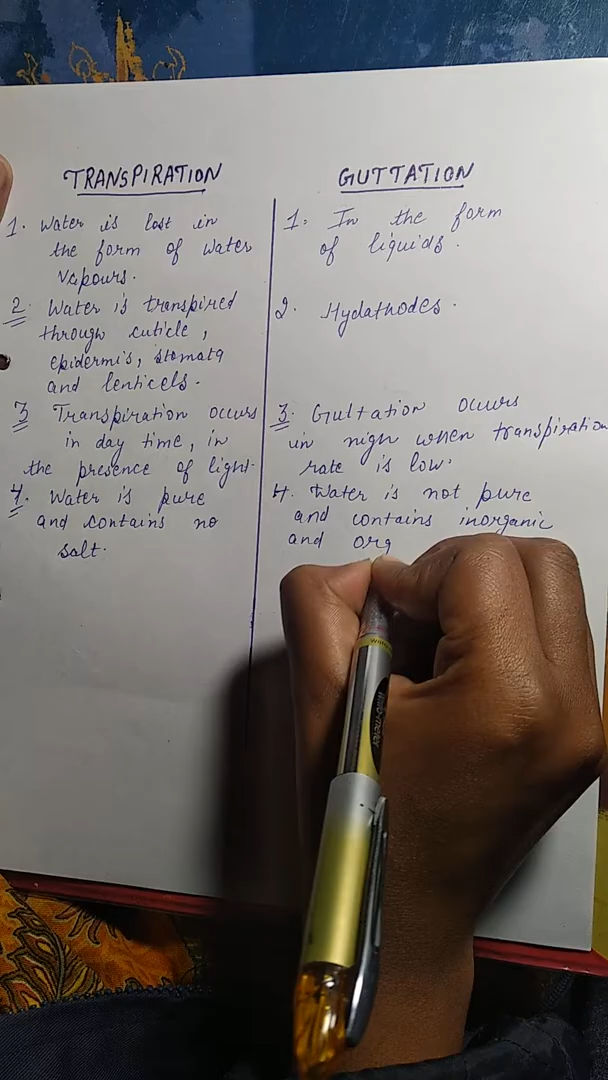 TRANSPIRATION
1. Water is lost in
the form of water
vapours.
2. Water is transpired
through cuticle,
epidermis, stomata
and lenticels.
3 Transpiration occurs
in day time, in
the presence of light.
4. Water is pure
and contains no
salt.
GUTTATION
1. In the form
of liquids.
2. Hydathodes.
3. Guttation occurs
in nigh when transpiration
rate is low.
4. Water is not pure
and contains inorganic
and org